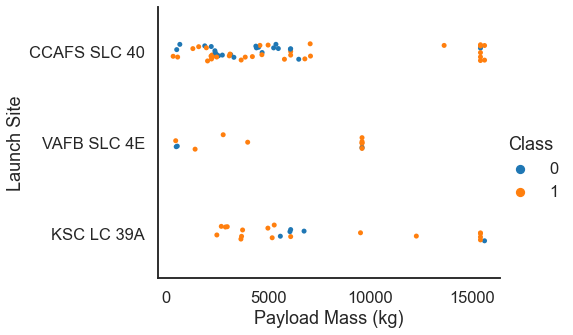 CCAFS SLC 40
VAFB SLC 4E
KSC LC 39A
Launch Site
0
5000
10000
15000
Payload Mass (kg)
Class
0
1